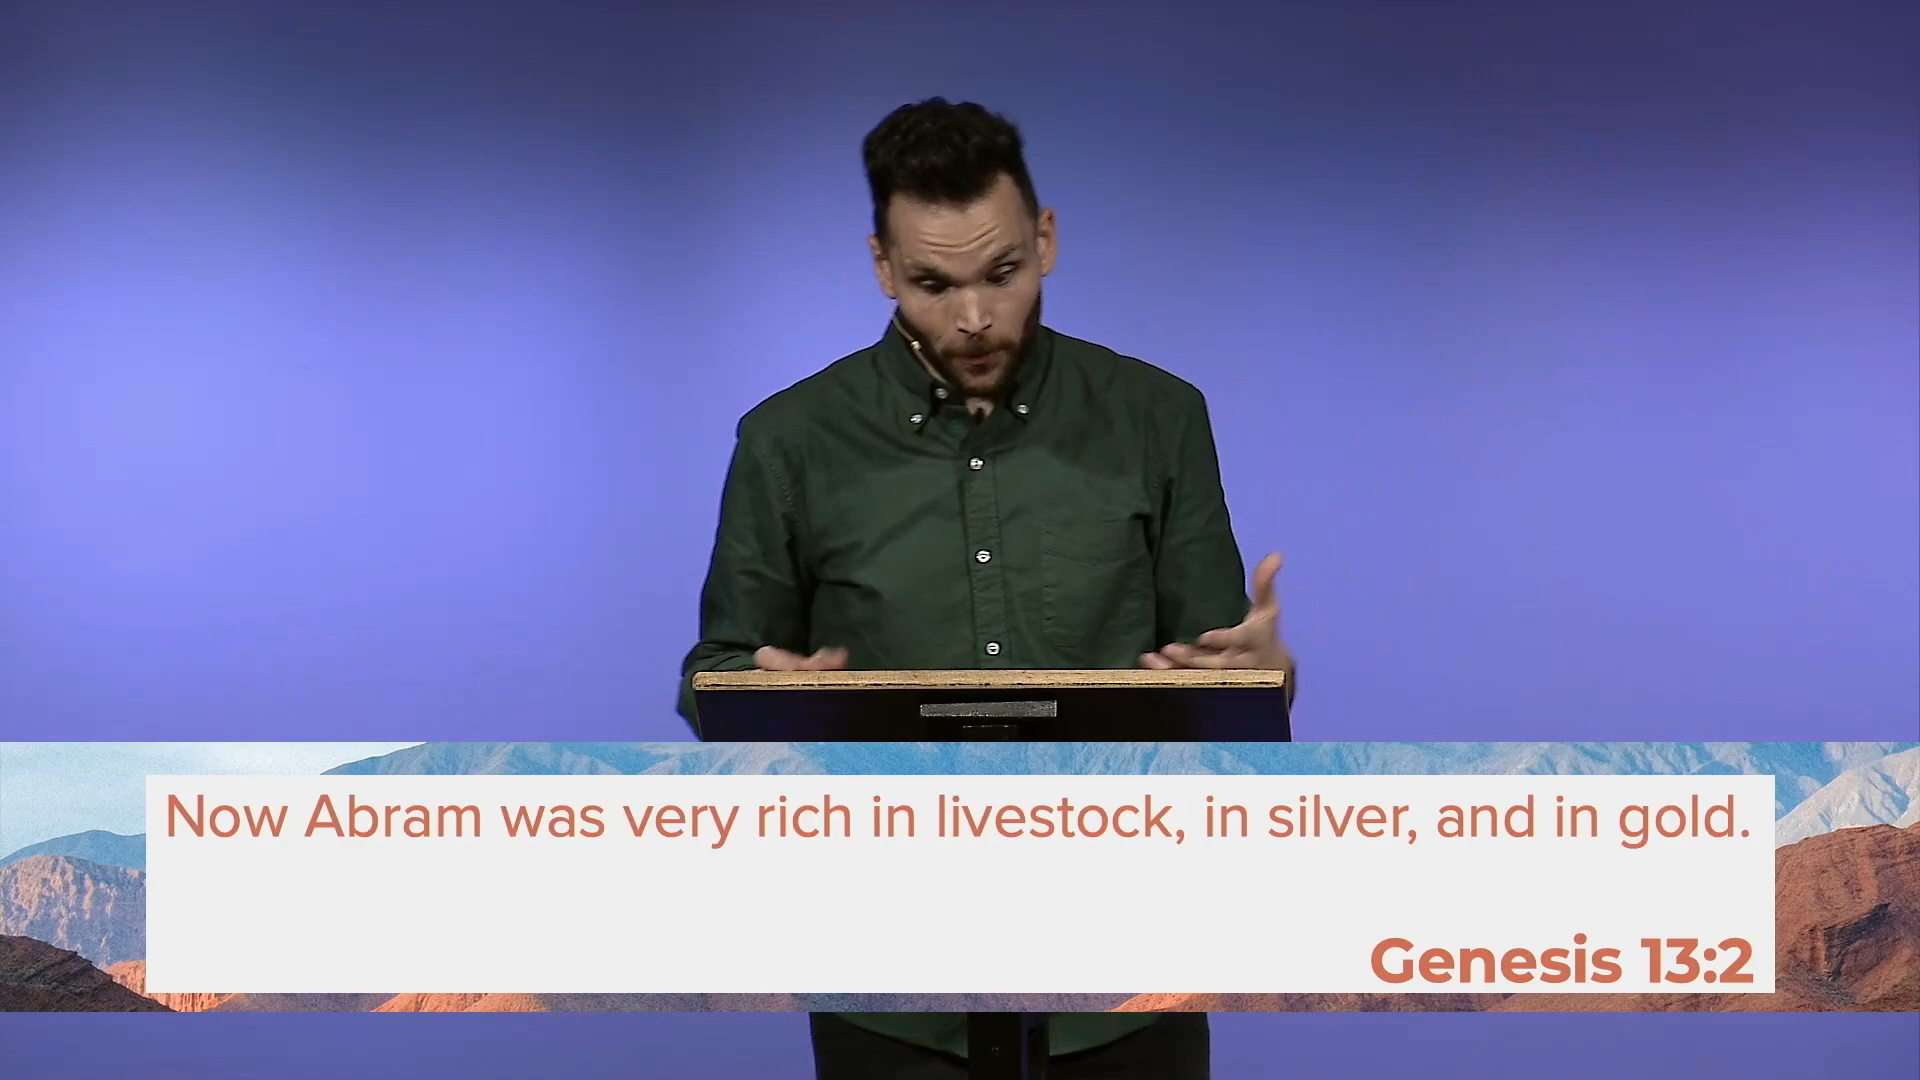 Now Abram was very rich in livestock, in silver, and in gold.
Genesis 13:2